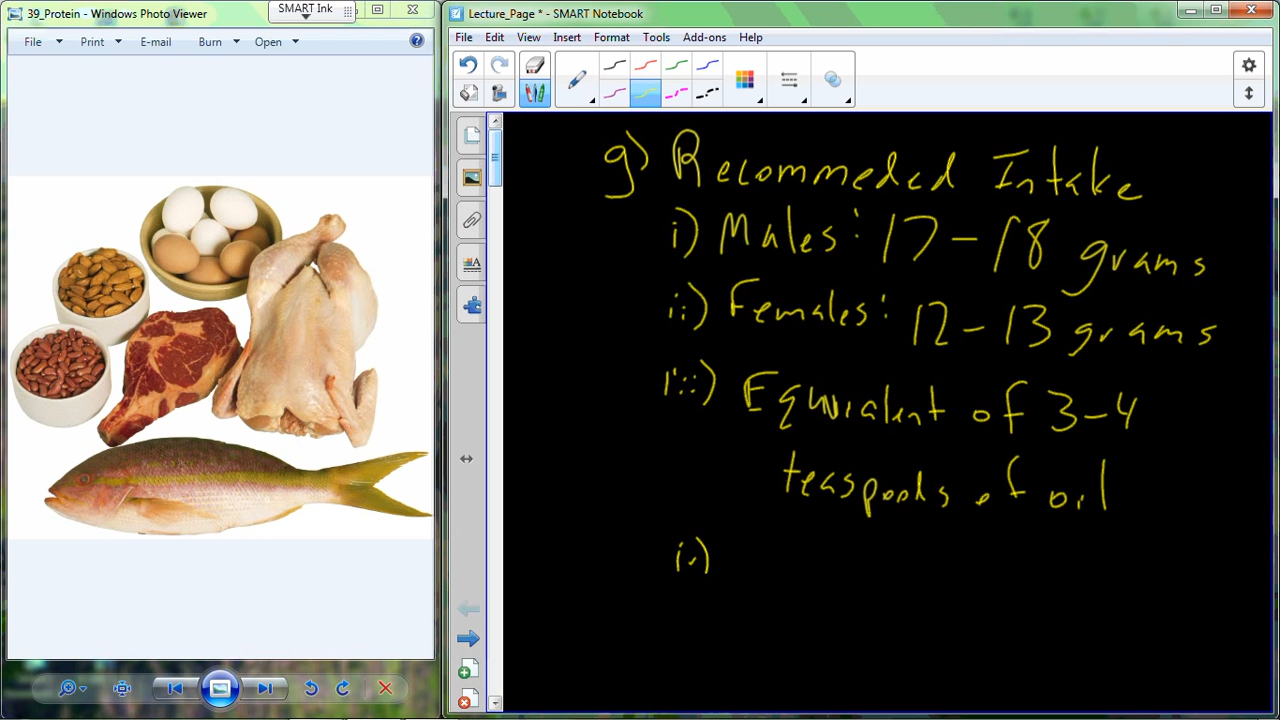 39_Protein - Windows Photo Viewer
SMART Ink
File Print E-mail Burn Open
Lecture_Page * - SMART Notebook
File Edit View Insert Format Tools Add-ons Help
g) Recommeded Intake
i) Males: 17-18 grams
ii) Females: 12-13 grams
iii) Equivalent of 3-4
teaspoons of oil
iv)